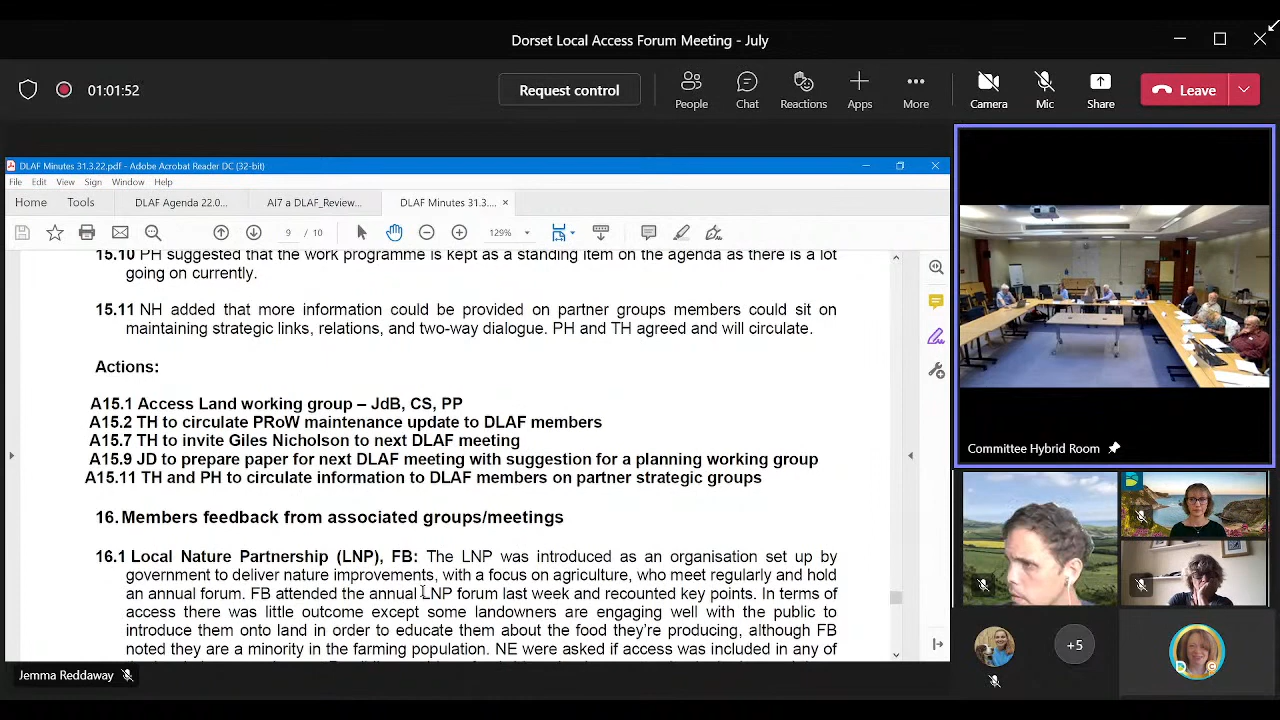 Dorset Local Access Forum Meeting - July
01:01:52
Request control
People
Chat
Reactions
Apps
More
Camera
Mic
Share
Leave
DLAF Minutes 31.3.22.pdf - Adobe Acrobat Reader DC (32-bit)
File Edit View Sign Window Help
Home Tools DLAF Agenda 22.0... AI7 a DLAF_Review... DLAF Minutes 31.3.... ×
9 / 10 129%
15.10 PH suggested that the work programme is kept as a standing item on the agenda as there is a lot
going on currently.
15.11 NH added that more information could be provided on partner groups members could sit on
maintaining strategic links, relations, and two-way dialogue. PH and TH agreed and will circulate.
Actions:
A15.1 Access Land working group – JdB, CS, PP
A15.2 TH to circulate PRoW maintenance update to DLAF members
A15.7 TH to invite Giles Nicholson to next DLAF meeting
A15.9 JD to prepare paper for next DLAF meeting with suggestion for a planning working group
A15.11 TH and PH to circulate information to DLAF members on partner strategic groups
16. Members feedback from associated groups/meetings
16.1 Local Nature Partnership (LNP), FB: The LNP was introduced as an organisation set up by
government to deliver nature improvements, with a focus on agriculture, who meet regularly and hold
an annual forum. FB attended the annual LNP forum last week and recounted key points. In terms of
access there was little outcome except some landowners are engaging well with the public to
introduce them onto land in order to educate them about the food they're producing, although FB
noted they are a minority in the farming population. NE were asked if access was included in any of
Jemma Reddaway
Committee Hybrid Room
+5